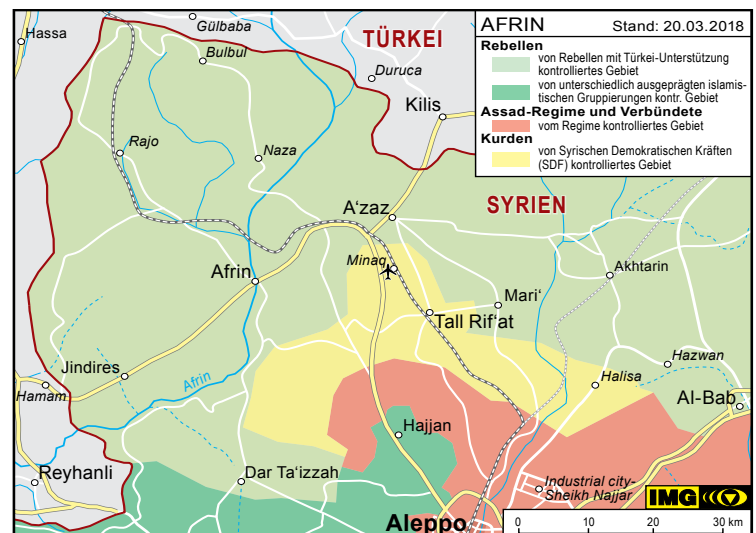 AFRIN
Stand: 20.03.2018
Rebellen
von Rebellen mit Türkei-Unterstützung
kontrolliertes Gebiet
von unterschiedlich ausgeprägten islamis-
tischen Gruppierungen kontr. Gebiet
Assad-Regime und Verbündete
vom Regime kontrolliertes Gebiet
Kurden
von Syrischen Demokratischen Kräften
(SDF) kontrolliertes Gebiet
Hassa
Gülbaba
TÜRKEI
Bulbul
Duruca
Kilis
Rajo
Naza
A‘zaz
SYRIEN
Minaq
Afrin
Akhtarin
Mari‘
Tall Rif‘at
Jindires
Afrin
Hazwan
Halisa
Hamam
Al-Bab
Hajjan
Reyhanli
Dar Ta‘izzah
Industrial city-
Sheikh Najjar
IMG
Aleppo
0 10 20 30 km